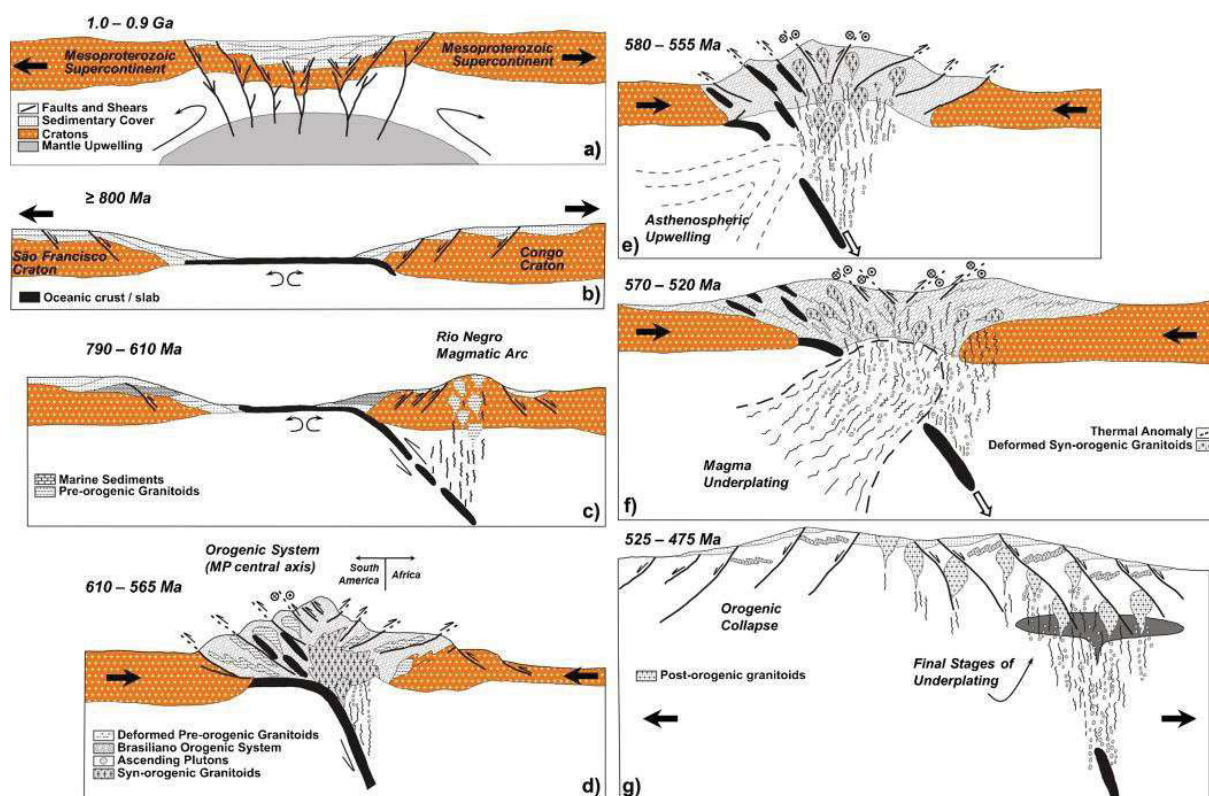 1.0 – 0.9 Ga
Mesoproterozoic
Supercontinent
Mesoproterozoic
Supercontinent
Faults and Shears
Sedimentary Cover
Cratons
Mantle Upwelling
a)
≥ 800 Ma
São Francisco
Craton
Congo
Craton
Oceanic crust / slab
b)
790 – 610 Ma
Rio Negro
Magmatic Arc
Marine Sediments
Pre-orogenic Granitoids
c)
Orogenic System
(MP central axis)
South
America
Africa
610 – 565 Ma
Deformed Pre-orogenic Granitoids
Brasiliano Orogenic System
Ascending Plutons
Syn-orogenic Granitoids
d)
580 – 555 Ma
Asthenospheric
Upwelling
e)
570 – 520 Ma
Thermal Anomaly
Deformed Syn-orogenic Granitoids
Magma
Underplating
f)
525 – 475 Ma
Orogenic
Collapse
Final Stages of
Underplating
Post-orogenic granitoids
g)